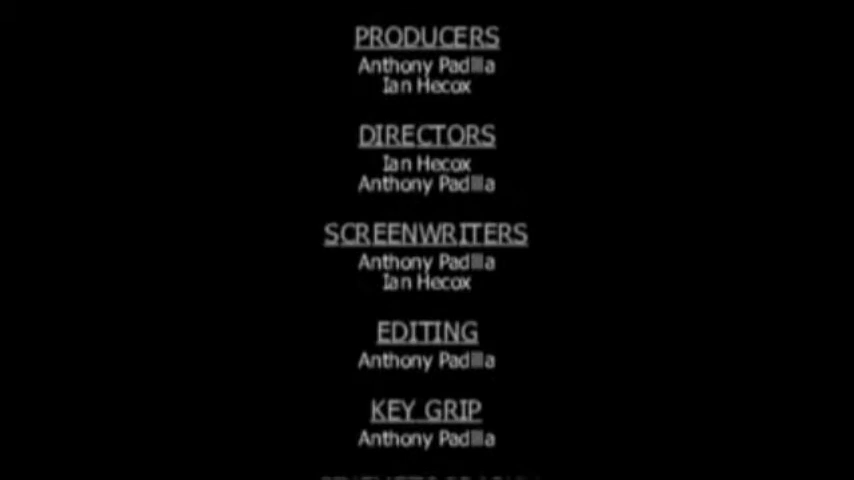 PRODUCERS
Anthony Padilla
Ian Hecox
DIRECTORS
Ian Hecox
Anthony Padilla
SCREENWRITERS
Anthony Padilla
Ian Hecox
EDITING
Anthony Padilla
KEY GRIP
Anthony Padilla